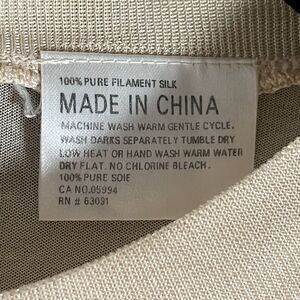 100% PURE FILAMENT SILK
MADE IN CHINA
MACHINE WASH WARM GENTLE CYCLE.
WASH DARKS SEPARATELY TUMBLE DRY
LOW HEAT OR HAND WASH WARM WATER
DRY FLAT. NO CHLORINE BLEACH.
100% PURE SOIE
CA NO.05994
RN # 63091